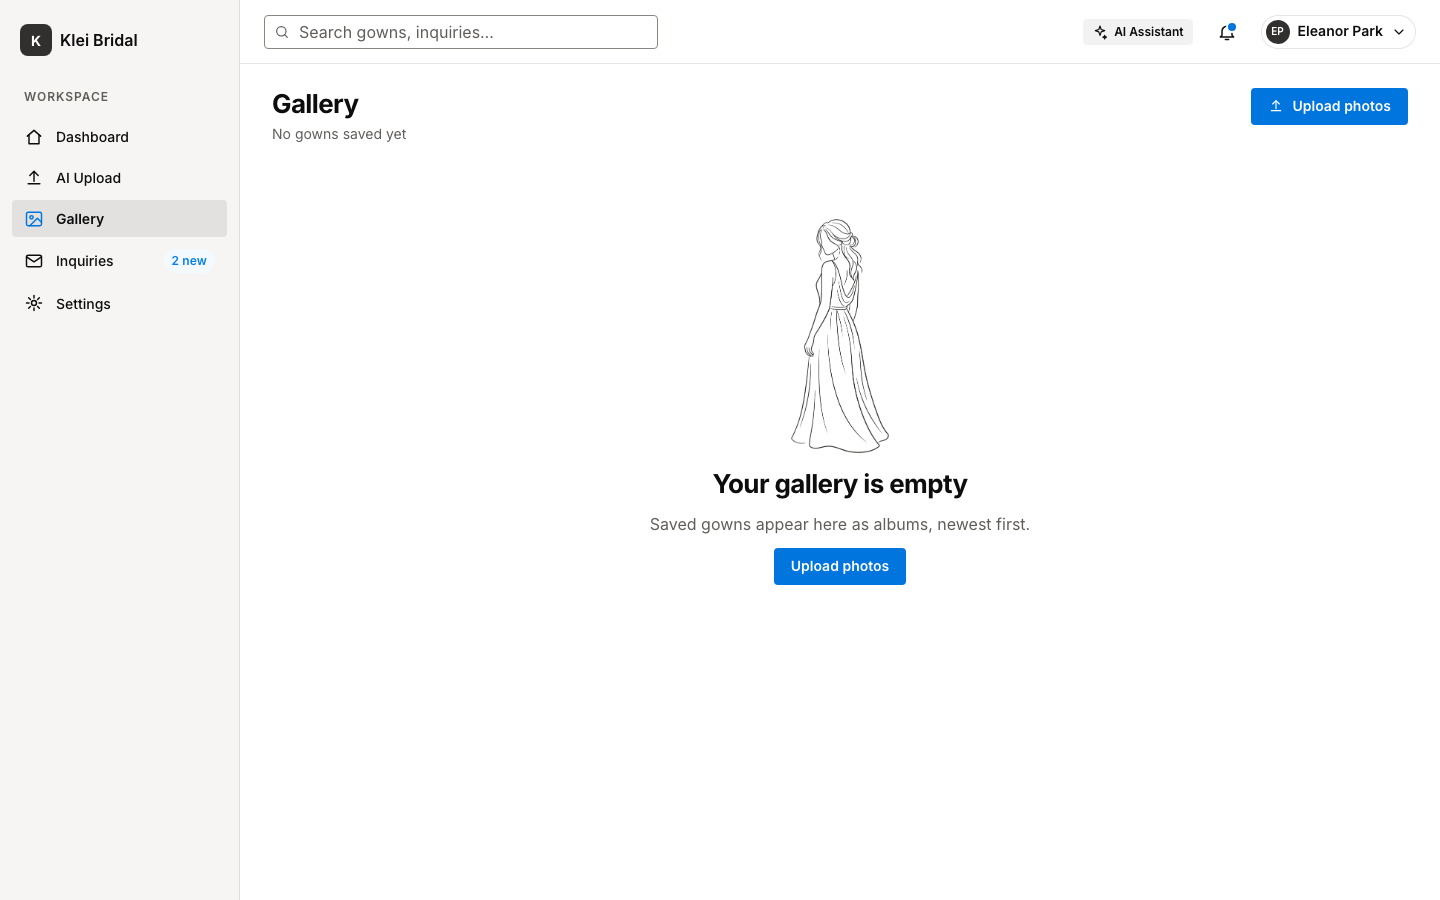 K
Klei Bridal
Search gowns, inquiries...
AI Assistant
EP
Eleanor Park
WORKSPACE
Dashboard
AI Upload
Gallery
Inquiries
2 new
Settings
Gallery
No gowns saved yet
Upload photos
Your gallery is empty
Saved gowns appear here as albums, newest first.
Upload photos